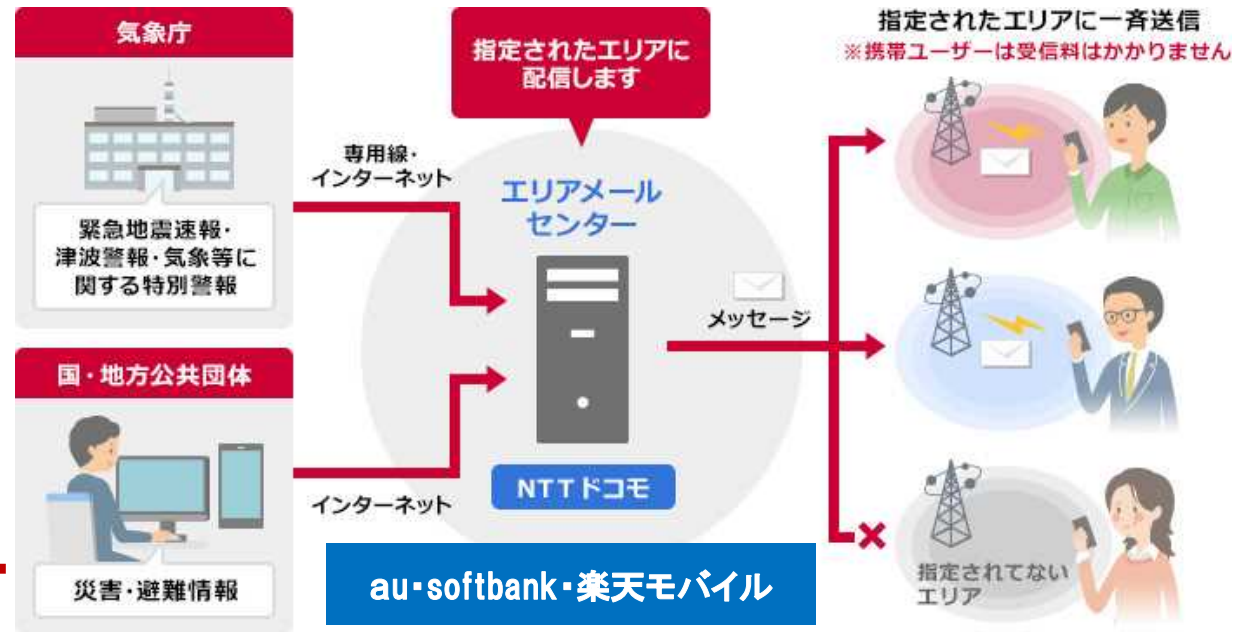 気象庁
緊急地震速報・
津波警報・気象等に
関する特別警報
国・地方公共団体
災害・避難情報
専用線・
インターネット
インターネット
指定されたエリアに
配信します
エリアメール
センター
NTTドコモ
au・softbank・楽天モバイル
メッセージ
指定されたエリアに一斉送信
※携帯ユーザーは受信料はかかりません
指定されてない
エリア